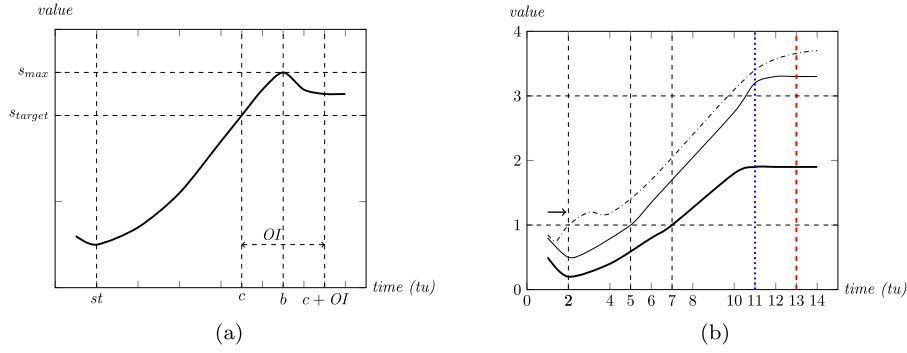 value
s_max
s_target
OI
st
c
b
c + OI
time (tu)
(a)
value
4
3
2
1
0
0
2
4
5
6
7
8
10
11
12
13
14
time (tu)
(b)